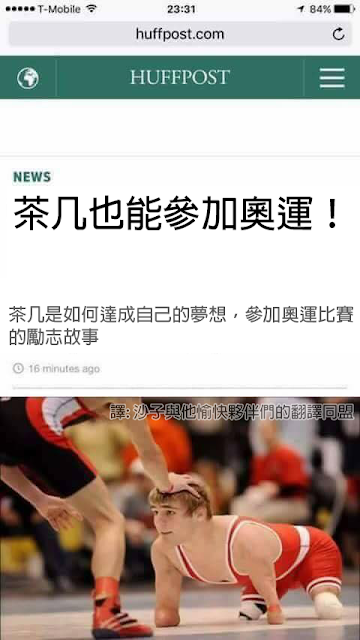 T-Mobile 23:31 84%
huffpost.com
HUFFPOST
NEWS
茶几也能參加奧運！
茶几是如何達成自己的夢想，參加奧運比賽
的勵志故事
16 minutes ago
譯: 沙子與他愉快夥伴們的翻譯同盟